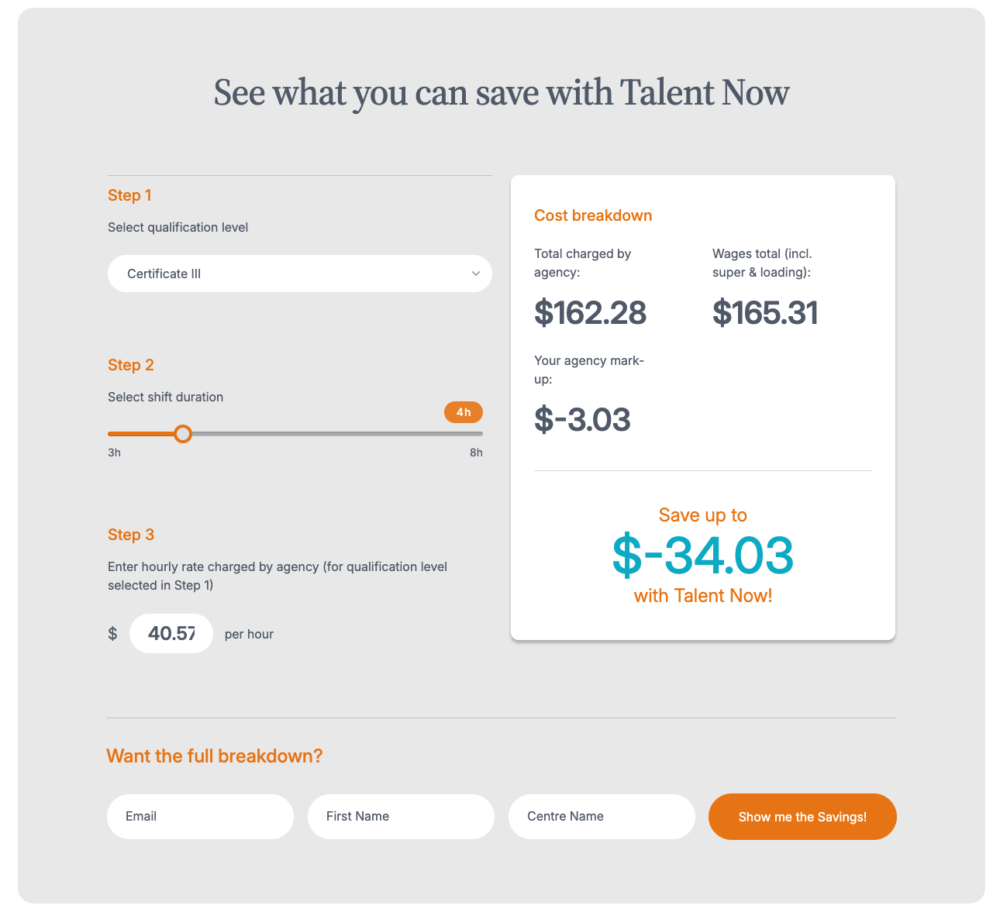 See what you can save with Talent Now
Step 1
Select qualification level
Certificate III
Step 2
Select shift duration
4h
3h
8h
Step 3
Enter hourly rate charged by agency (for qualification level
selected in Step 1)
$ 40.57 per hour
Cost breakdown
Total charged by
agency:
$162.28
Wages total (incl.
super & loading):
$165.31
Your agency mark-
up:
$-3.03
Save up to
$-34.03
with Talent Now!
Want the full breakdown?
Email
First Name
Centre Name
Show me the Savings!